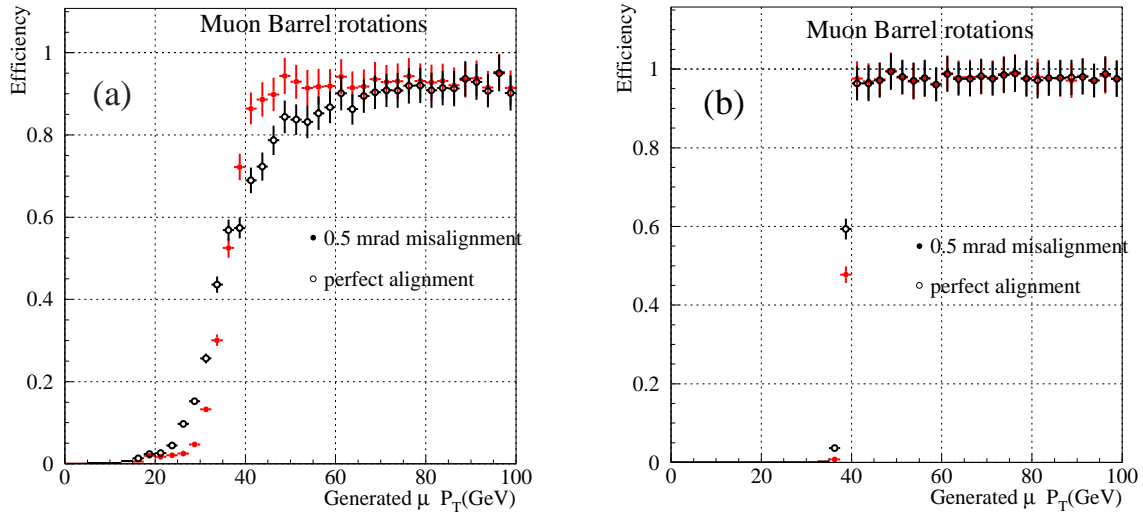 Muon Barrel rotations
Efficiency
(a)
1
0.8
0.6
0.4
0.2
0
0.5 mrad misalignment
perfect alignment
0 20 40 60 80 100
Generated μ P_T(GeV)
Muon Barrel rotations
Efficiency
(b)
1
0.8
0.6
0.4
0.2
0
0.5 mrad misalignment
perfect alignment
0 20 40 60 80 100
Generated μ P_T(GeV)